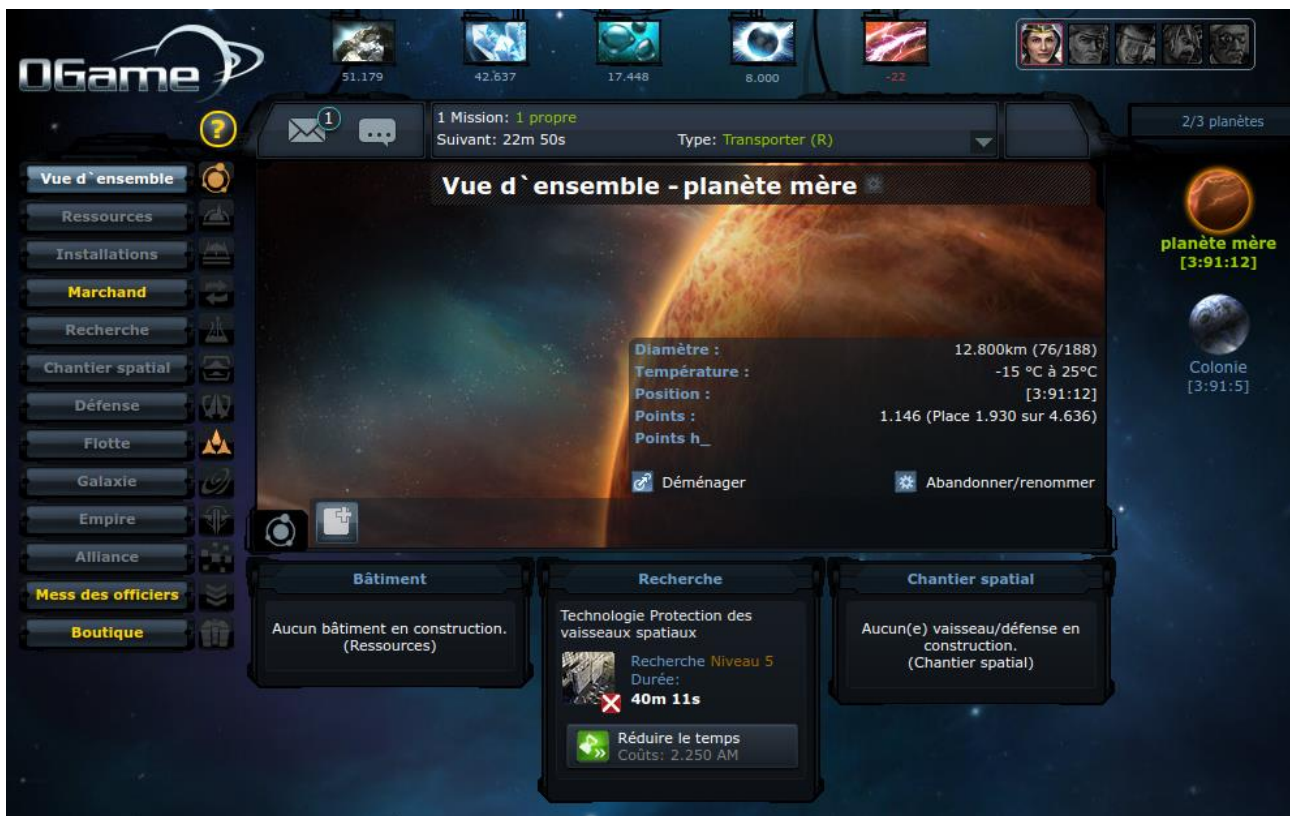 OGame
51.179
42.637
17.448
8.000
-22
?
1
1 Mission: 1 propre
Suivant: 22m 50s
Type: Transporter (R)
2/3 planètes
Vue d`ensemble
Ressources
Installations
Marchand
Recherche
Chantier spatial
Défense
Flotte
Galaxie
Empire
Alliance
Mess des officiers
Boutique
Vue d`ensemble - planète mère
Diamètre : 12.800km (76/188)
Température : -15 °C à 25°C
Position : [3:91:12]
Points : 1.146 (Place 1.930 sur 4.636)
Points h_
Déménager
Abandonner/renommer
planète mère
[3:91:12]
Colonie
[3:91:5]
Bâtiment
Aucun bâtiment en construction.
(Ressources)
Recherche
Technologie Protection des
vaisseaux spatiaux
Recherche Niveau 5
Durée:
40m 11s
Réduire le temps
Coûts: 2.250 AM
Chantier spatial
Aucun(e) vaisseau/défense en
construction.
(Chantier spatial)